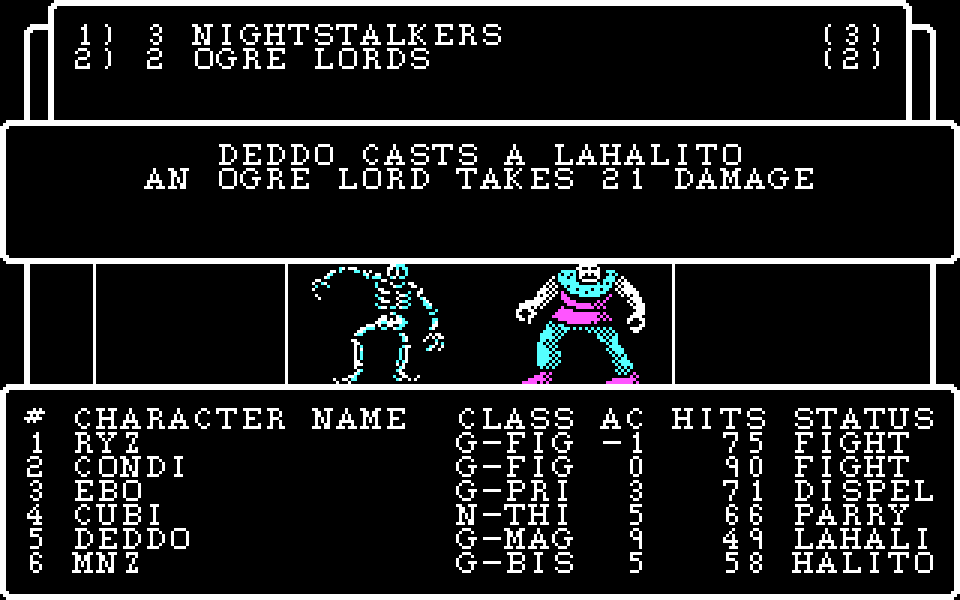 1) 3 NIGHTSTALKERS (3)
2) 2 OGRE LORDS (2)
DEDDO CASTS A LAHALITO
AN OGRE LORD TAKES 21 DAMAGE
# CHARACTER NAME CLASS AC HITS STATUS
1 RYZ G-FIG -1 75 FIGHT
2 CONDI G-FIG 0 90 FIGHT
3 EBO G-PRI 3 71 DISPEL
4 CUBI N-THI 5 66 PARRY
5 DEDDO G-MAG 9 49 LAHALI
6 MNZ G-BIS 5 58 HALITO